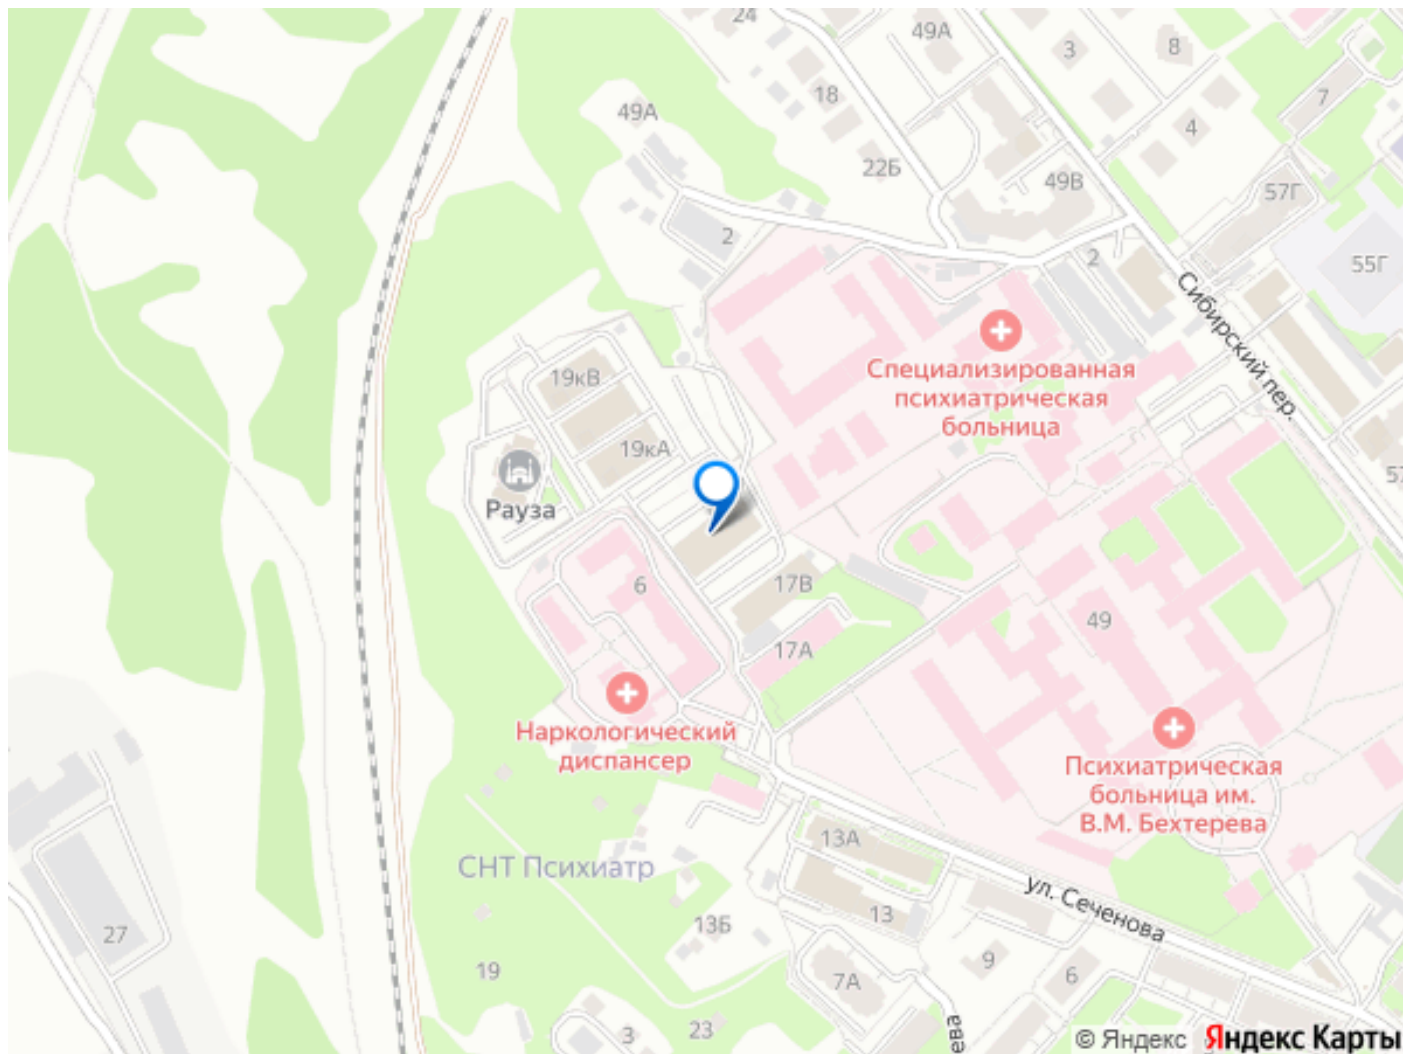 24
49А
3
8
7
4
18
49А
22Б
49В
57Г
2
2
55Г
Сибирский пер.
Специализированная
психиатрическая
больница
19кВ
19кА
57
Рауза
6
17В
17А
49
Наркологический
диспансер
Психиатрическая
больница им.
В.М. Бехтерева
13А
СНТ Психиатр
ул. Сеченова
13
13Б
27
19
7А
9
6
3
23
ева
© Яндекс Яндекс Карты